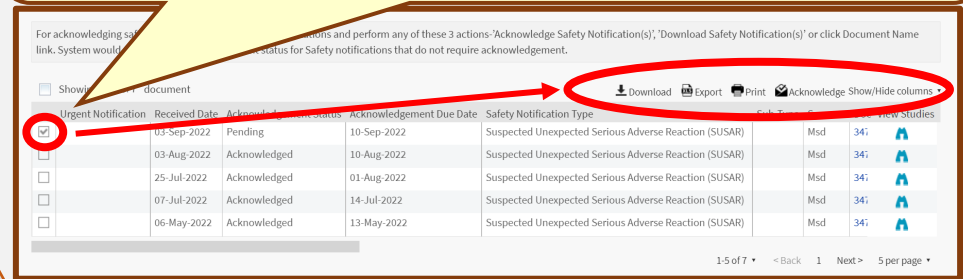 For acknowledging saf ions and perform any of these 3 actions-'Acknowledge Safety Notification(s)', 'Download Safety Notification(s)' or click Document Name
link. System would t status for Safety notifications that do not require acknowledgement.
document Download Export Print Acknowledge Show/Hide columns
Urgent Notification Received Date Acknowledgement Status Acknowledgement Due Date Safety Notification Type View Studies
03-Sep-2022 Pending 10-Sep-2022 Suspected Unexpected Serious Adverse Reaction (SUSAR) Msd 347
03-Aug-2022 Acknowledged 10-Aug-2022 Suspected Unexpected Serious Adverse Reaction (SUSAR) Msd 347
25-Jul-2022 Acknowledged 01-Aug-2022 Suspected Unexpected Serious Adverse Reaction (SUSAR) Msd 347
07-Jul-2022 Acknowledged 14-Jul-2022 Suspected Unexpected Serious Adverse Reaction (SUSAR) Msd 347
06-May-2022 Acknowledged 13-May-2022 Suspected Unexpected Serious Adverse Reaction (SUSAR) Msd 347
1-5 of 7 < Back 1 Next > 5 per page